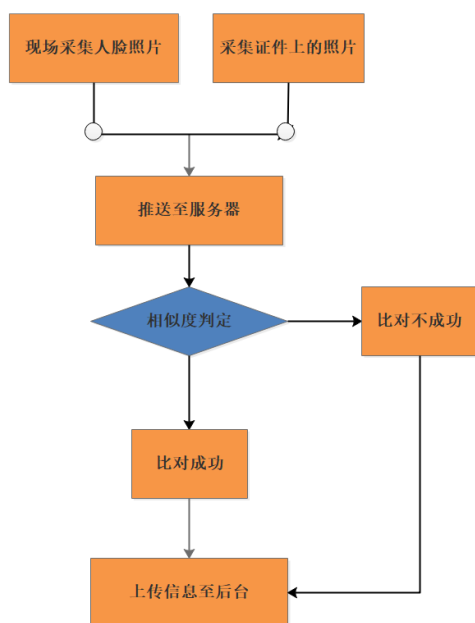 现场采集人脸照片
采集证件上的照片
推送至服务器
相似度判定
比对不成功
比对成功
上传信息至后台